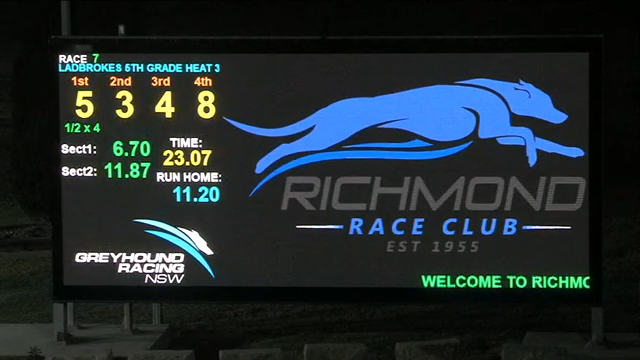 RACE 7
LADBROKES 5TH GRADE HEAT 3
1st 2nd 3rd 4th
5 3 4 8
1/2 x 4
Sect1: 6.70
Sect2: 11.87
TIME:
23.07
RUN HOME:
11.20
GREYHOUND
RACING
NSW
RICHMOND
RACE CLUB
EST 1955
WELCOME TO RICHMO